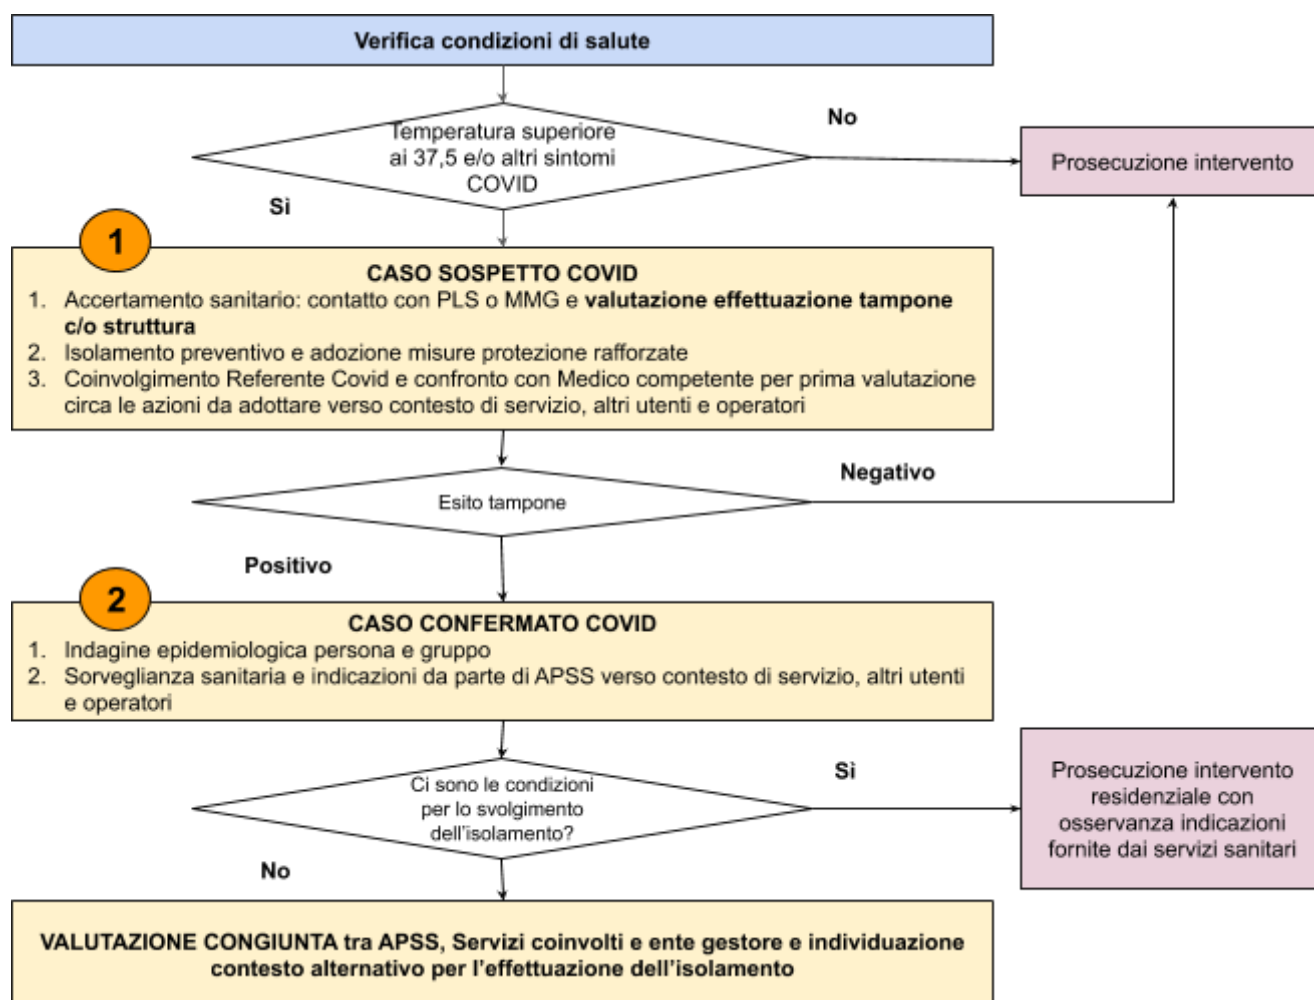 Verifica condizioni di salute
Temperatura superiore
ai 37,5 e/o altri sintomi
COVID
No
Prosecuzione intervento
Sì
1
CASO SOSPETTO COVID
1. Accertamento sanitario: contatto con PLS o MMG e valutazione effettuazione tampone
c/o struttura
2. Isolamento preventivo e adozione misure protezione rafforzate
3. Coinvolgimento Referente Covid e confronto con Medico competente per prima valutazione
circa le azioni da adottare verso contesto di servizio, altri utenti e operatori
Esito tampone
Negativo
Positivo
2
CASO CONFERMATO COVID
1. Indagine epidemiologica persona e gruppo
2. Sorveglianza sanitaria e indicazioni da parte di APSS verso contesto di servizio, altri utenti
e operatori
Ci sono le condizioni
per lo svolgimento
dell'isolamento?
Sì
Prosecuzione intervento
residenziale con
osservanza indicazioni
fornite dai servizi sanitari
No
VALUTAZIONE CONGIUNTA tra APSS, Servizi coinvolti e ente gestore e individuazione
contesto alternativo per l'effettuazione dell'isolamento